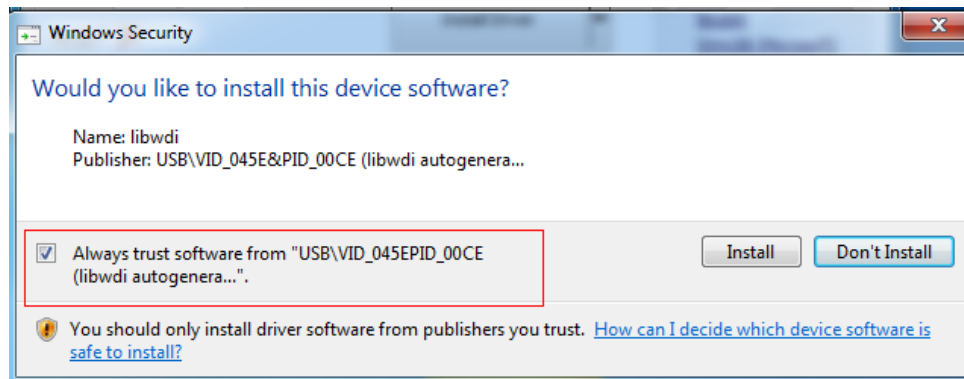 Windows Security
Would you like to install this device software?
Name: libwdi
Publisher: USB\VID_045E&PID_00CE (libwdi autogenera...
Always trust software from "USB\VID_045EPID_00CE
(libwdi autogenera...".
Install
Don't Install
You should only install driver software from publishers you trust. How can I decide which device software is
safe to install?